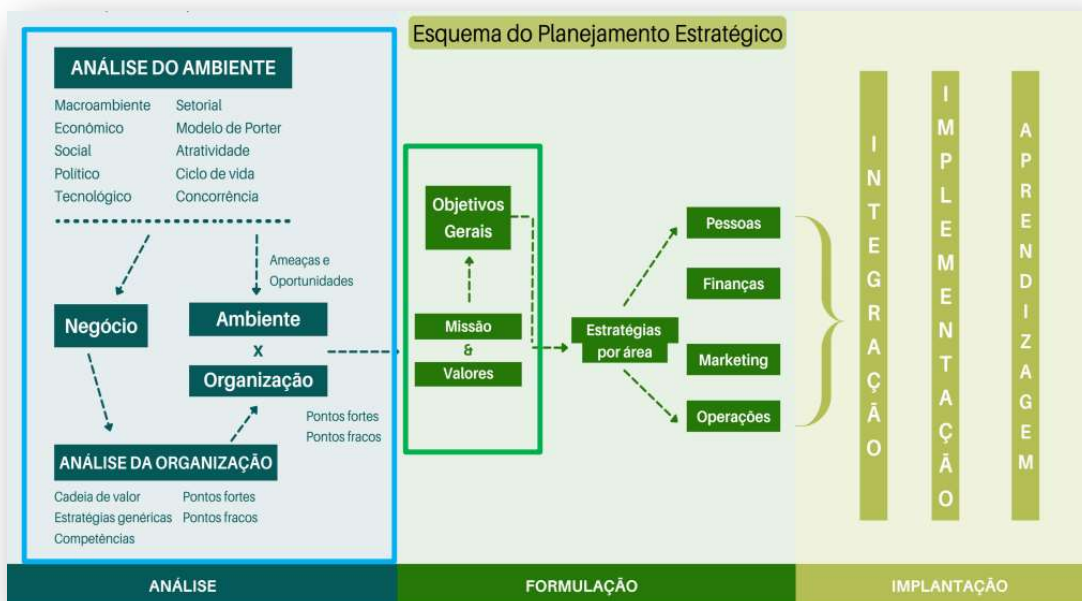 Esquema do Planejamento Estratégico
ANÁLISE DO AMBIENTE
Macroambiente
Econômico
Social
Político
Tecnológico
Setorial
Modelo de Porter
Atratividade
Ciclo de vida
Concorrência
Ameaças e
Oportunidades
Negócio
Ambiente
X
Organização
Pontos fortes
Pontos fracos
ANÁLISE DA ORGANIZAÇÃO
Cadeia de valor
Estratégias genéricas
Competências
Pontos fortes
Pontos fracos
Objetivos
Gerais
Missão
&
Valores
Estratégias
por área
Pessoas
Finanças
Marketing
Operações
INTEGRAÇÃO
IMPLEMENTAÇÃO
APRENDIZAGEM
ANÁLISE
FORMULAÇÃO
IMPLANTAÇÃO